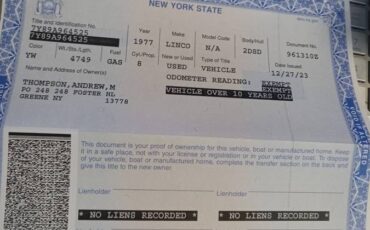 NEW YORK STATE
Title and Identification No.
7Y89A964525
7Y89A964525
Year Make Model Code Body/Hull Document No.
1977 LINCO N/A 2DSD 961310Z
Color Wt./Sts./Lgth. Fuel Cyl./Prop. New or Used Type of Title Date Issued
YW 4749 GAS 8 USED VEHICLE 12/27/23
Name and Address of Owner(s)
ODOMETER READING: EXEMPT
EXEMPT
VEHICLE OVER 10 YEARS OLD
THOMPSON,ANDREW,M
PO 248 248 FOSTER
GREENE NY 13778
This document is your proof of ownership for this vehicle, boat or manufactured home. Keep
it in a safe place, not with your license or registration or in your vehicle or boat. To dispose
of your vehicle, boat or manufactured home, complete the transfer section on the back and
give this title to the new owner.
Lienholder Lienholder
* NO LIENS RECORDED * * NO LIENS RECORDED *